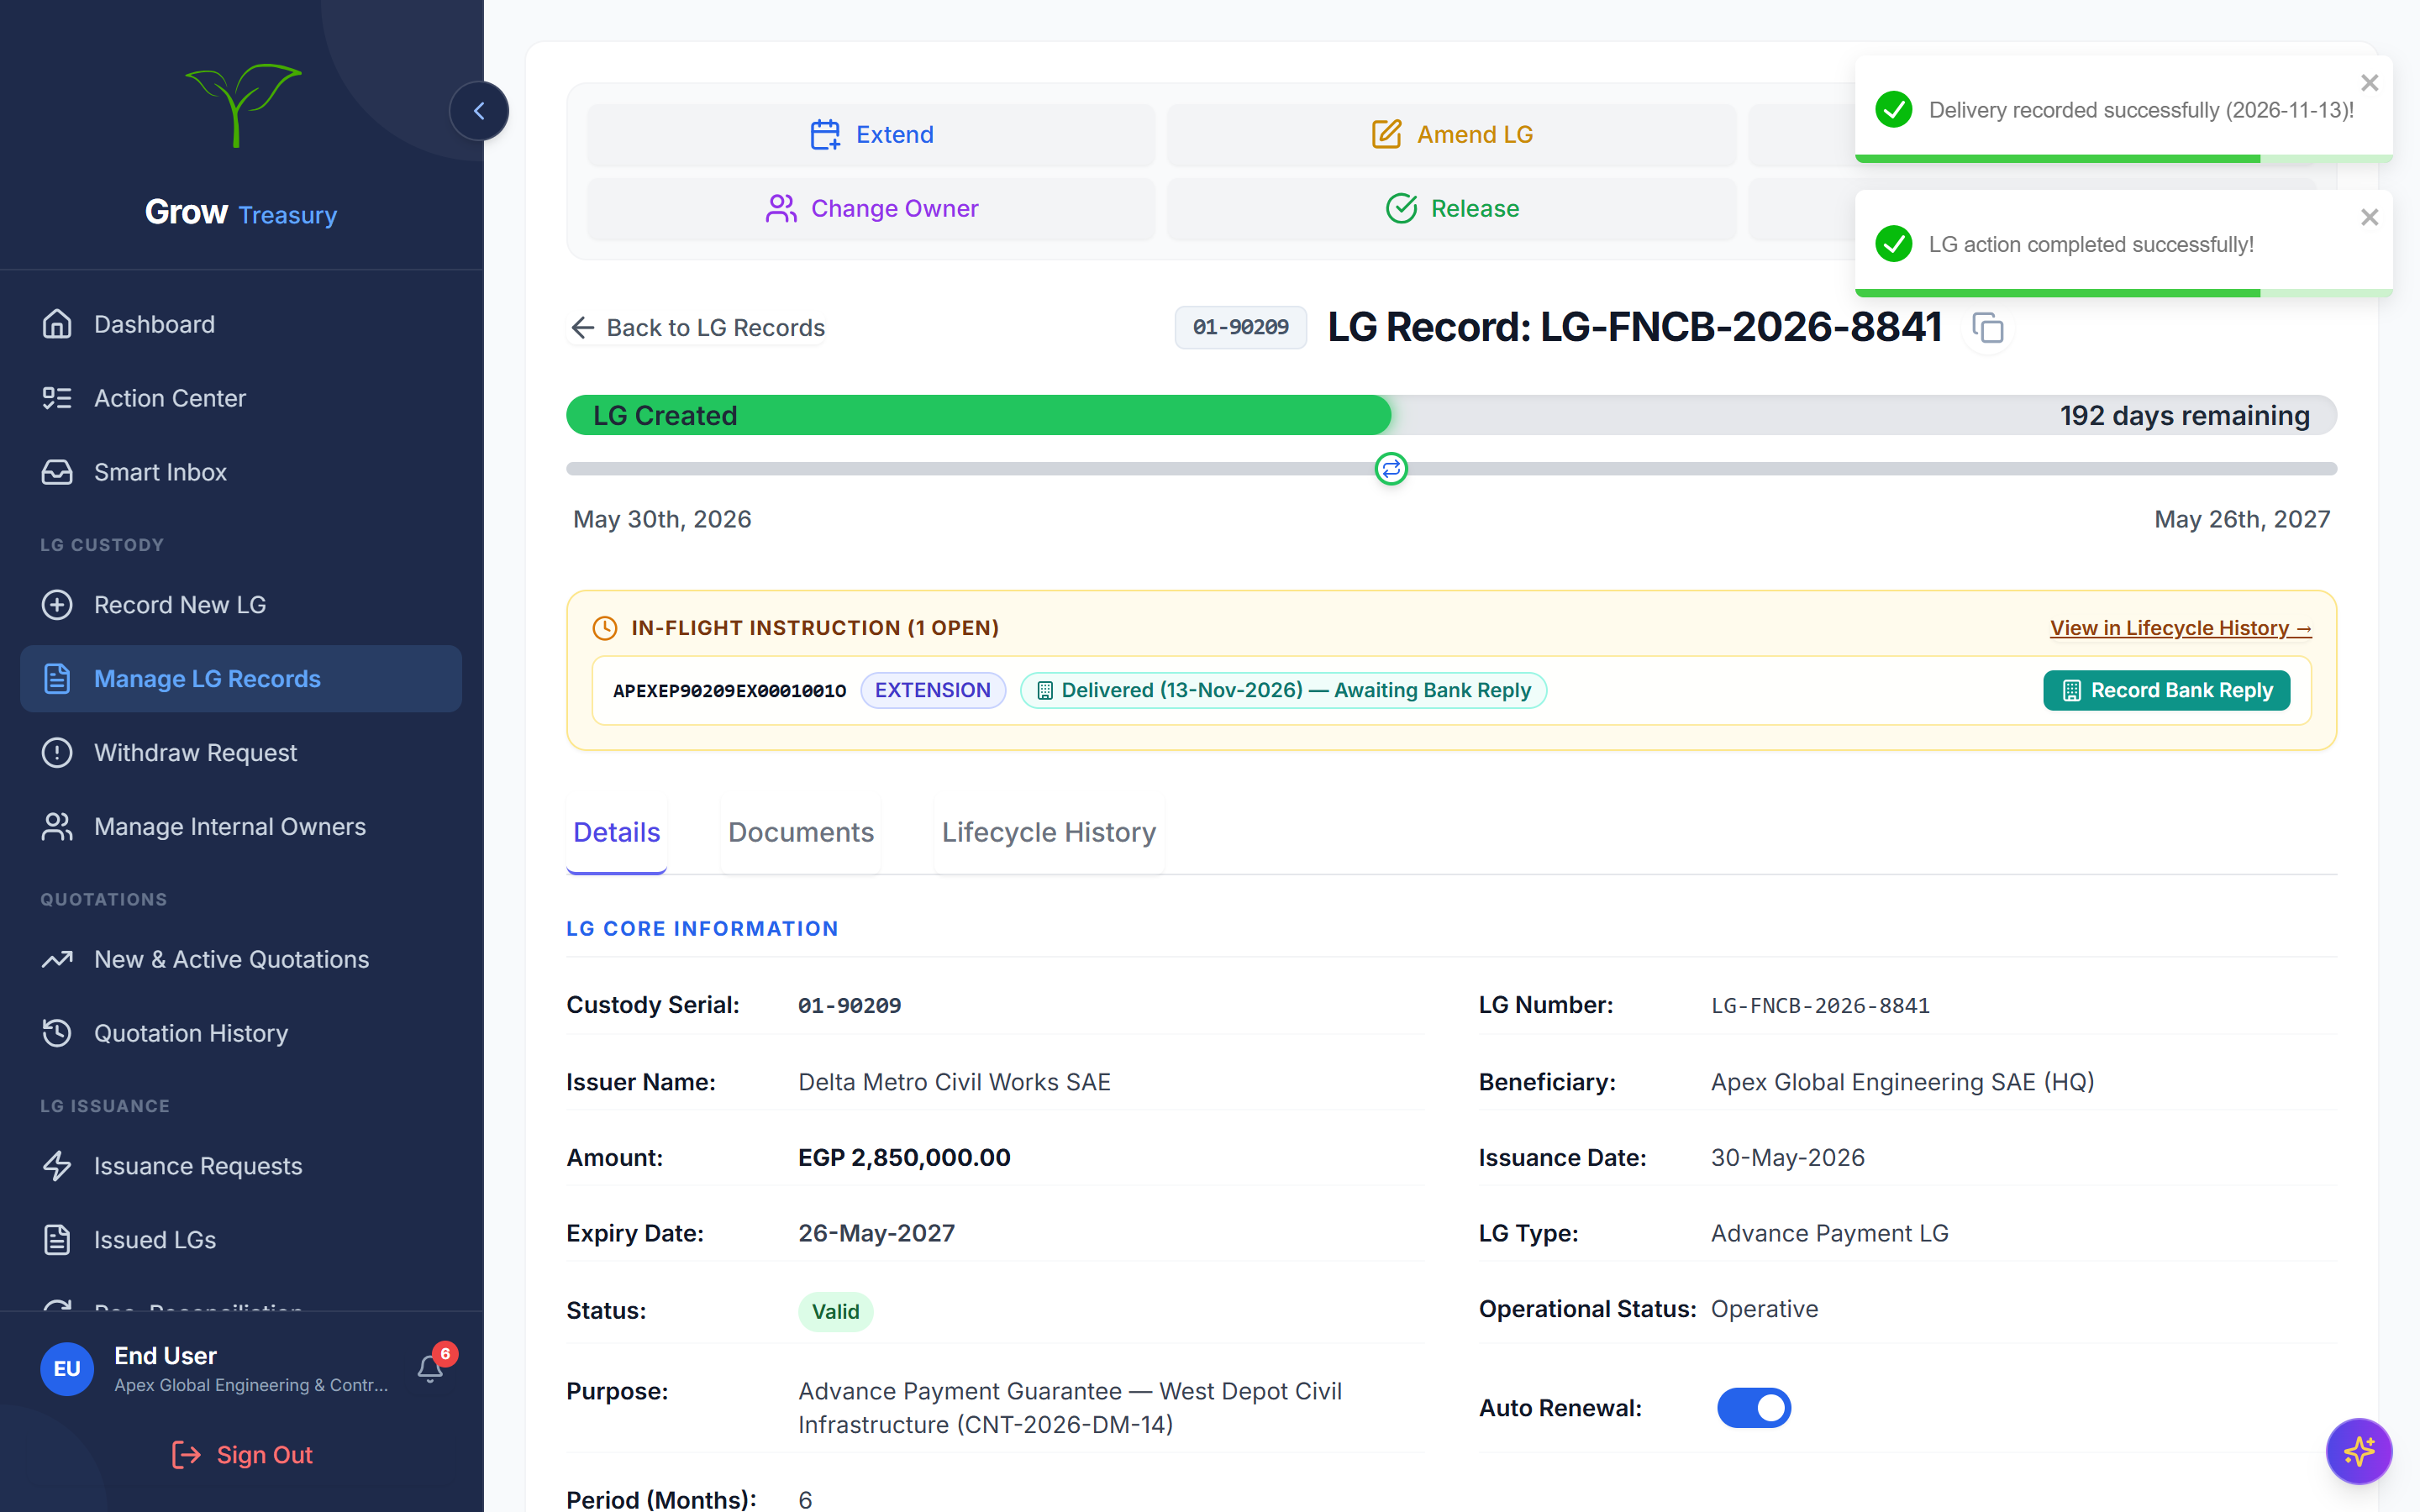 Grow Treasury
Dashboard
Action Center
Smart Inbox
LG CUSTODY
Record New LG
Manage LG Records
Withdraw Request
Manage Internal Owners
QUOTATIONS
New & Active Quotations
Quotation History
LG ISSUANCE
Issuance Requests
Issued LGs
EU
End User
Apex Global Engineering & Contr...
6
Sign Out
Extend
Amend LG
Change Owner
Release
Delivery recorded successfully (2026-11-13)!
LG action completed successfully!
Back to LG Records
01-90209
LG Record: LG-FNCB-2026-8841
LG Created
192 days remaining
May 30th, 2026
May 26th, 2027
IN-FLIGHT INSTRUCTION (1 OPEN)
View in Lifecycle History →
APEXEP90209EX0001001O
EXTENSION
Delivered (13-Nov-2026) — Awaiting Bank Reply
Record Bank Reply
Details
Documents
Lifecycle History
LG CORE INFORMATION
Custody Serial: 01-90209
LG Number: LG-FNCB-2026-8841
Issuer Name: Delta Metro Civil Works SAE
Beneficiary: Apex Global Engineering SAE (HQ)
Amount: EGP 2,850,000.00
Issuance Date: 30-May-2026
Expiry Date: 26-May-2027
LG Type: Advance Payment LG
Status: Valid
Operational Status: Operative
Purpose: Advance Payment Guarantee — West Depot Civil
Infrastructure (CNT-2026-DM-14)
Auto Renewal:
Period (Months): 6